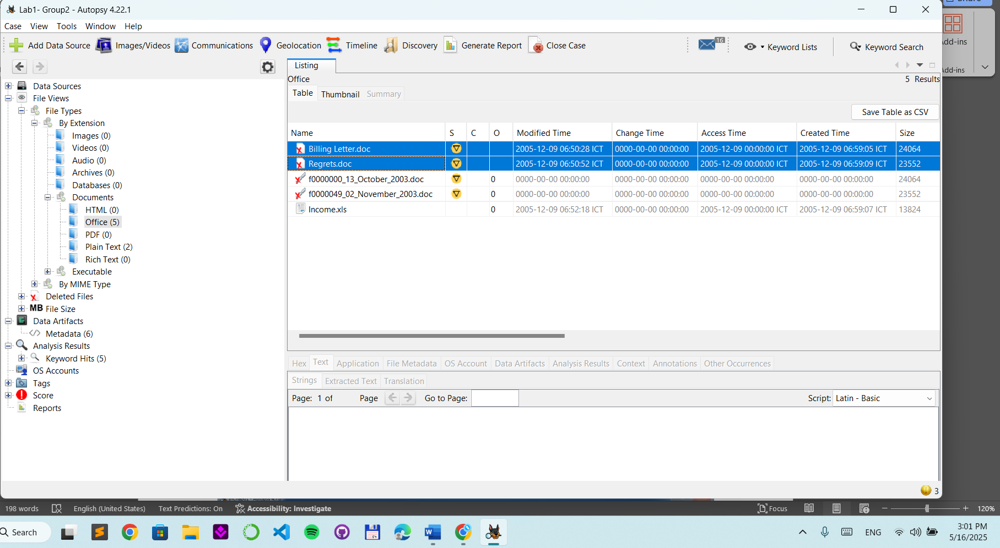 Lab1- Group2 - Autopsy 4.22.1
Case View Tools Window Help
Add Data Source Images/Videos Communications Geolocation Timeline Discovery Generate Report Close Case 16 Keyword Lists Keyword Search
Add-ins
Add-ins
Listing
Office 5 Results
Table Thumbnail Summary
Save Table as CSV
Data Sources
File Views
File Types
By Extension
Images (0)
Videos (0)
Audio (0)
Archives (0)
Databases (0)
Documents
HTML (0)
Office (5)
PDF (0)
Plain Text (2)
Rich Text (0)
Executable
By MIME Type
Deleted Files
MB File Size
Data Artifacts
Metadata (6)
Analysis Results
Keyword Hits (5)
OS Accounts
Tags
Score
Reports
Name S C O Modified Time Change Time Access Time Created Time Size
Billing Letter.doc 2005-12-09 06:50:28 ICT 0000-00-00 00:00:00 2005-12-09 00:00:00 ICT 2005-12-09 06:59:05 ICT 24064
Regrets.doc 2005-12-09 06:50:52 ICT 0000-00-00 00:00:00 2005-12-09 00:00:00 ICT 2005-12-09 06:59:09 ICT 23552
f0000000_13_October_2003.doc 0 0000-00-00 00:00:00 0000-00-00 00:00:00 0000-00-00 00:00:00 0000-00-00 00:00:00 24064
f0000049_02_November_2003.doc 0 0000-00-00 00:00:00 0000-00-00 00:00:00 0000-00-00 00:00:00 0000-00-00 00:00:00 23552
Income.xls 0 2005-12-09 06:52:18 ICT 0000-00-00 00:00:00 2005-12-09 00:00:00 ICT 2005-12-09 06:59:07 ICT 13824
Hex Text Application File Metadata OS Account Data Artifacts Analysis Results Context Annotations Other Occurrences
Strings Extracted Text Translation
Page: 1 of Page Go to Page: Script: Latin - Basic
3
198 words English (United States) Text Predictions: On Accessibility: Investigate Focus 120%
Search ENG 3:01 PM
5/16/2025